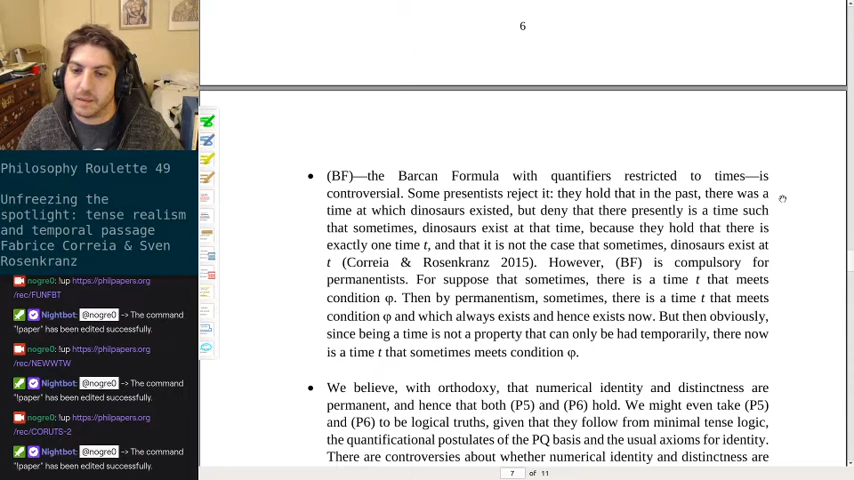 6
• (BF)—the Barcan Formula with quantifiers restricted to times—is
controversial. Some presentists reject it: they hold that in the past, there was a
time at which dinosaurs existed, but deny that there presently is a time such
that sometimes, dinosaurs exist at that time, because they hold that there is
exactly one time t, and that it is not the case that sometimes, dinosaurs exist at
t (Correia & Rosenkranz 2015). However, (BF) is compulsory for
permanentists. For suppose that sometimes, there is a time t that meets
condition φ. Then by permanentism, sometimes, there is a time t that meets
condition φ and which always exists and hence exists now. But then obviously,
since being a time is not a property that can only be had temporarily, there now
is a time t that sometimes meets condition φ.
• We believe, with orthodoxy, that numerical identity and distinctness are
permanent, and hence that both (P5) and (P6) hold. We might even take (P5)
and (P6) to be logical truths, given that they follow from minimal tense logic,
the quantificational postulates of the PQ basis and the usual axioms for identity.
There are controversies about whether numerical identity and distinctness are
7 of 11
Philosophy Roulette 49
Unfreezing the
spotlight: tense realism
and temporal passage
Fabrice Correia & Sven
Rosenkranz
nogre0: !up https://philpapers.org
/rec/FUNFBT
Nightbot: @nogre0 -> The command
"!paper" has been edited successfully.
nogre0: !up https://philpapers.org
/rec/NEWWTW
Nightbot: @nogre0 -> The command
"!paper" has been edited successfully.
nogre0: !up https://philpapers.org
/rec/CORUTS-2
Nightbot: @nogre0 -> The command
"!paper" has been edited successfully.